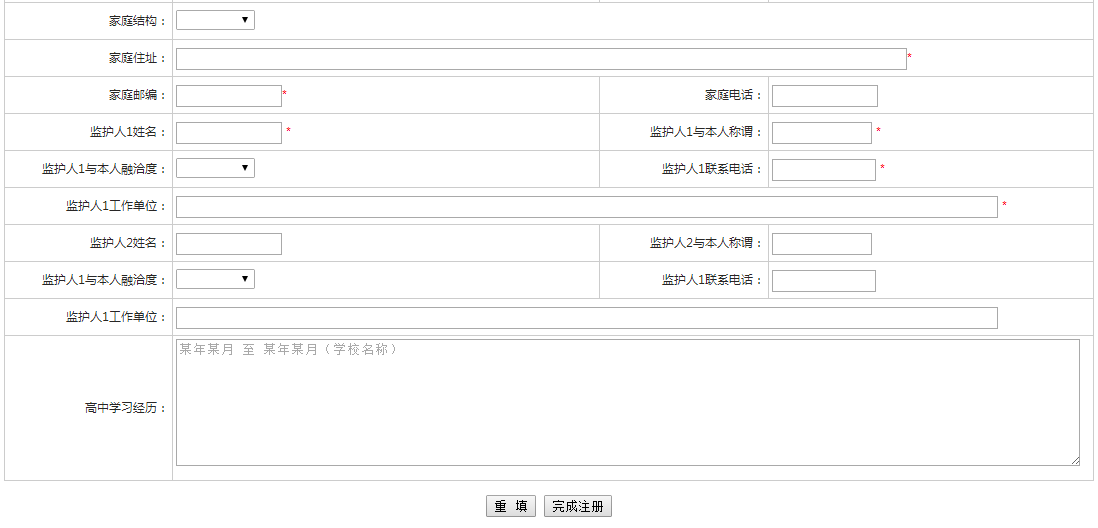 家庭结构：
家庭住址： *
家庭邮编： * 家庭电话：
监护人1姓名： * 监护人1与本人称谓： *
监护人1与本人融洽度： 监护人1联系电话： *
监护人1工作单位： *
监护人2姓名： 监护人2与本人称谓：
监护人1与本人融洽度： 监护人1联系电话：
监护人1工作单位：
某年某月 至 某年某月（学校名称）
高中学习经历：
重 填 完成注册